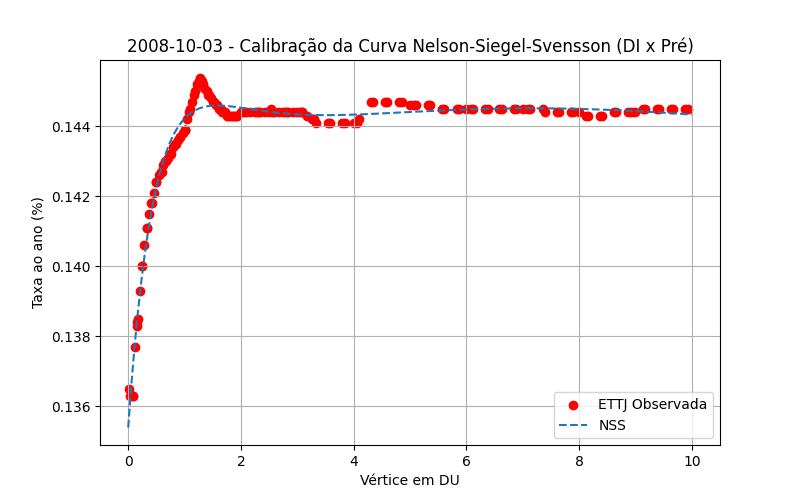 2008-10-03 - Calibração da Curva Nelson-Siegel-Svensson (DI x Pré)
Taxa ao ano (%)
0.144
0.142
0.140
0.138
0.136
ETTJ Observada
NSS
0 2 4 6 8 10
Vértice em DU